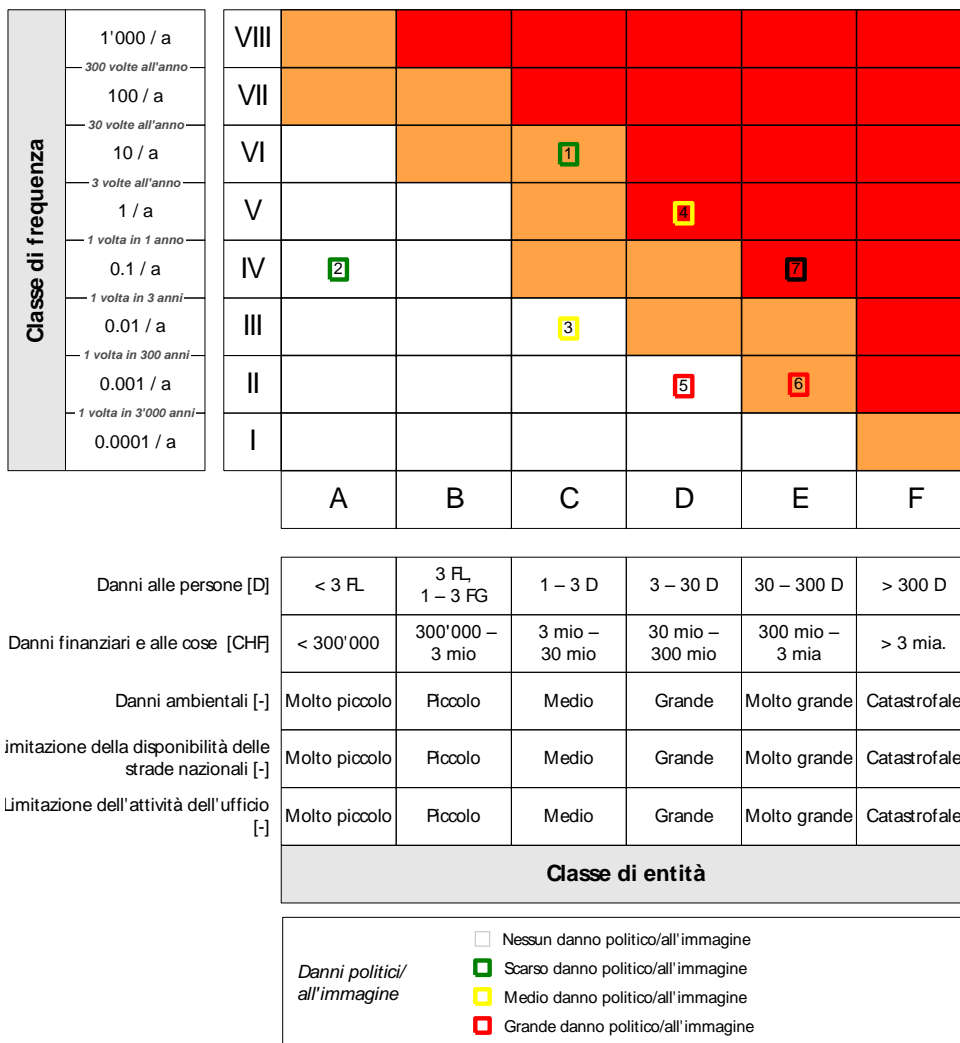 Classe di frequenza
1'000 / a VIII
300 volte all'anno
100 / a VII
30 volte all'anno
10 / a VI 1
3 volte all'anno
1 / a V 4
1 volta in 1 anno
0.1 / a IV 2 7
1 volta in 3 anni
0.01 / a III 3
1 volta in 300 anni
0.001 / a II 5 6
1 volta in 3'000 anni
0.0001 / a I
A B C D E F
Danni alle persone [D] < 3 FL 3 FL, 1 – 3 D 3 – 30 D 30 – 300 D > 300 D
1 – 3 FG
Danni finanziari e alle cose [CHF] < 300'000 300'000 – 3 mio – 30 mio – 300 mio – > 3 mia.
3 mio 30 mio 300 mio 3 mia
Danni ambientali [-] Molto piccolo Piccolo Medio Grande Molto grande Catastrofale
imitazione della disponibilità delle
strade nazionali [-] Molto piccolo Piccolo Medio Grande Molto grande Catastrofale
Limitazione dell'attività dell'ufficio
[-] Molto piccolo Piccolo Medio Grande Molto grande Catastrofale
Classe di entità
Danni politici/
all'immagine
Nessun danno politico/all'immagine
Scarso danno politico/all'immagine
Medio danno politico/all'immagine
Grande danno politico/all'immagine